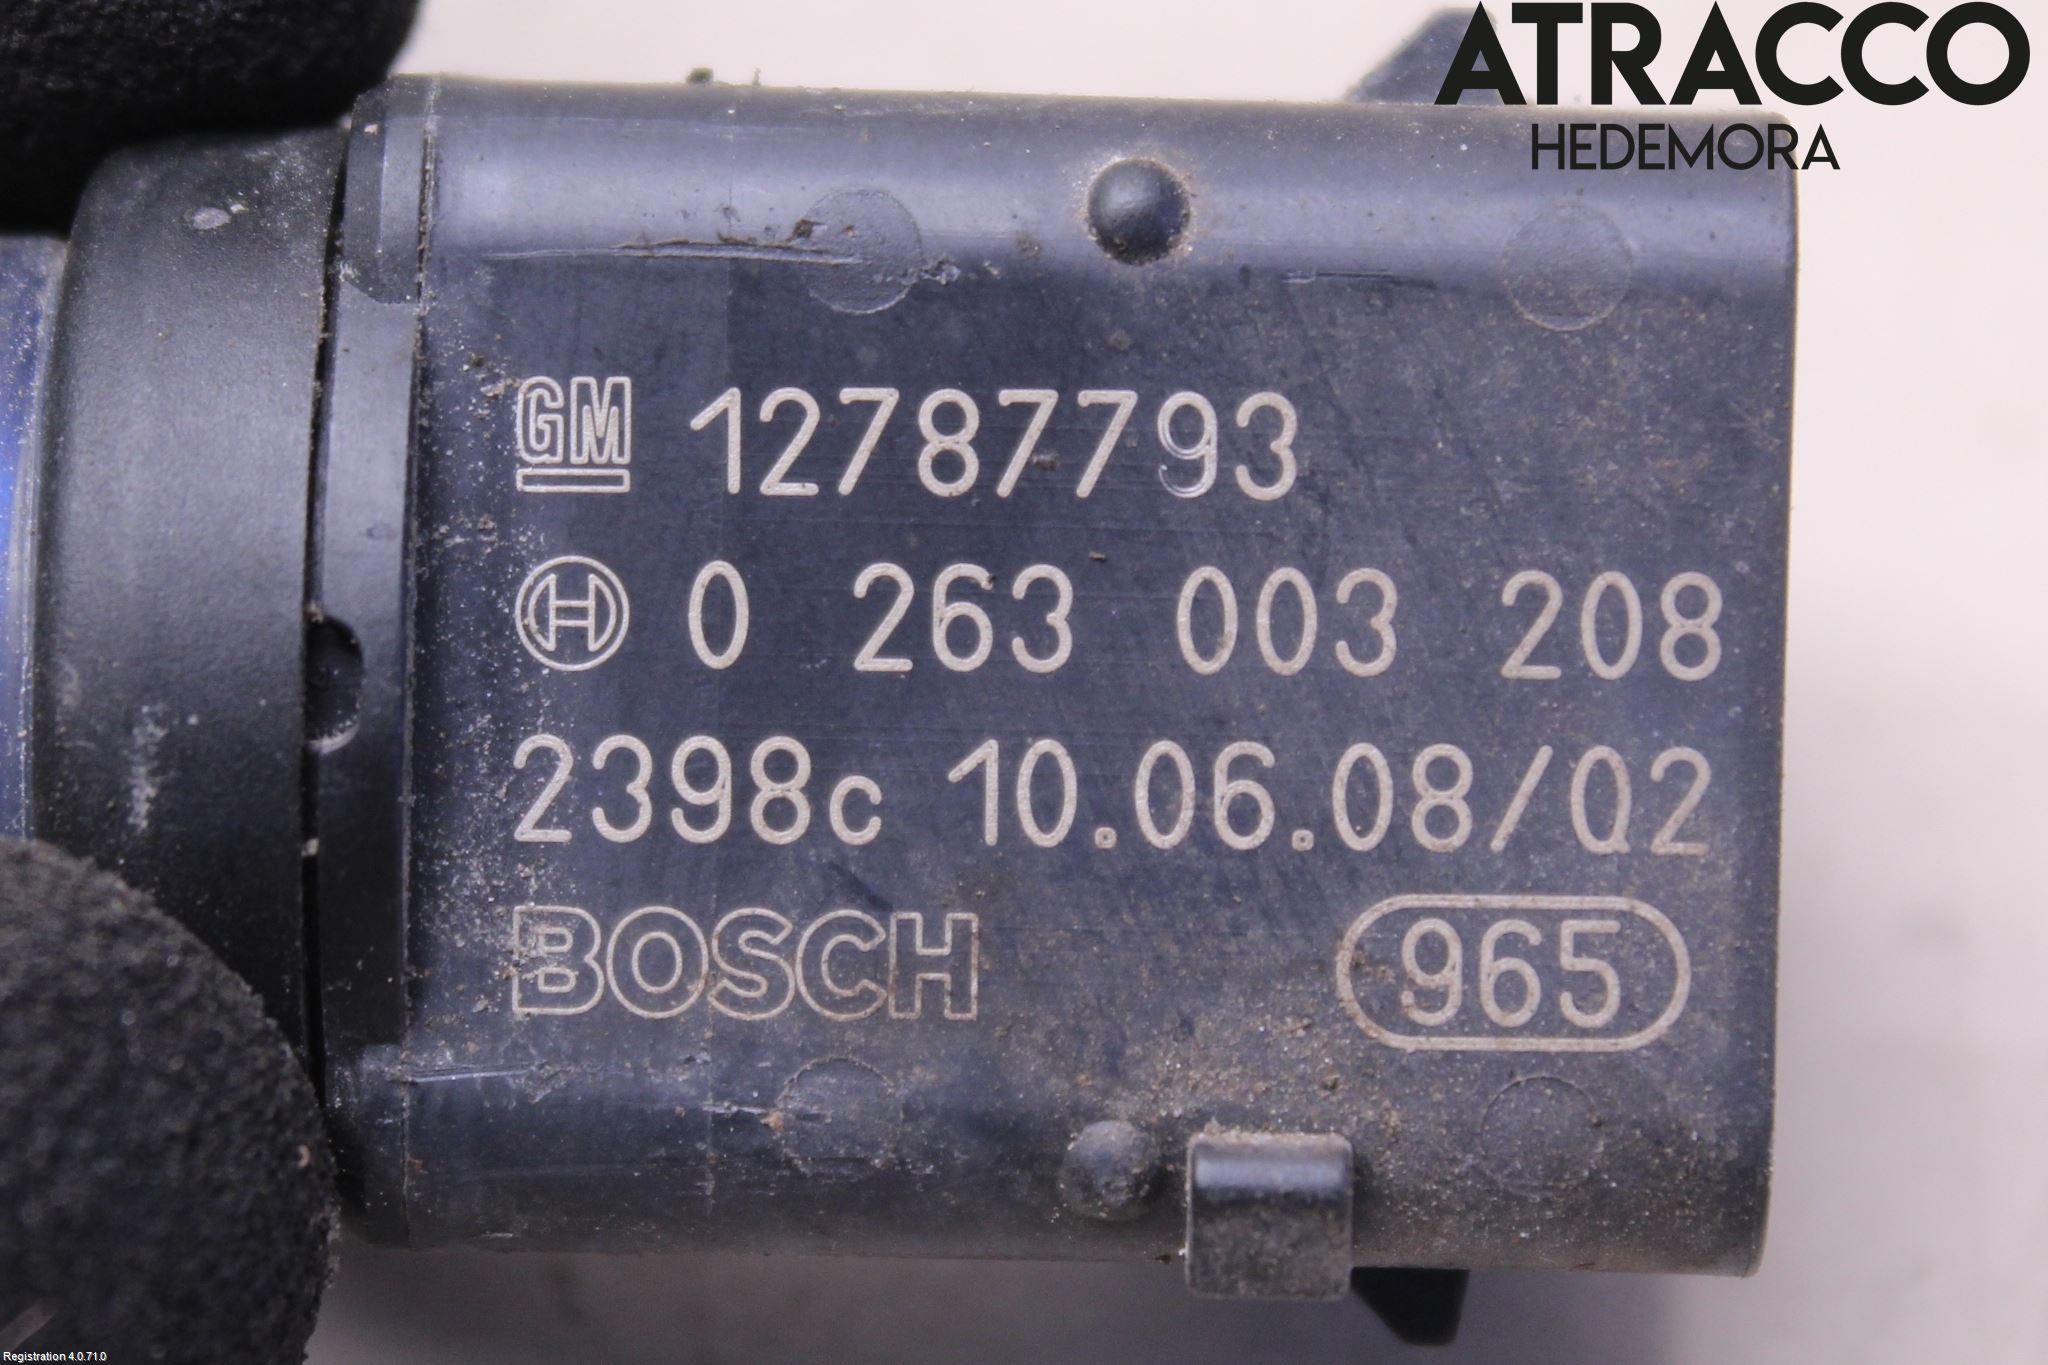 ATRACCO
HEDEMORA
GM 12787793
0 263 003 208
2398c 10.06.08/Q2
BOSCH 965
Registration 4.0.71.0